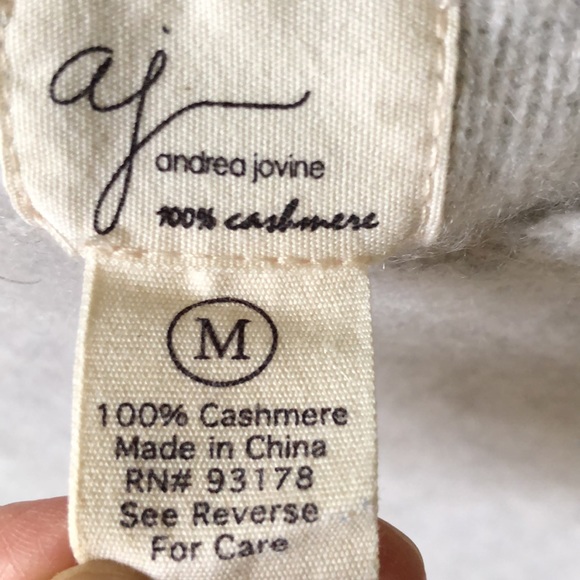 aj
andrea jovine
100% cashmere
M
100% Cashmere
Made in China
RN# 93178
See Reverse
For Care